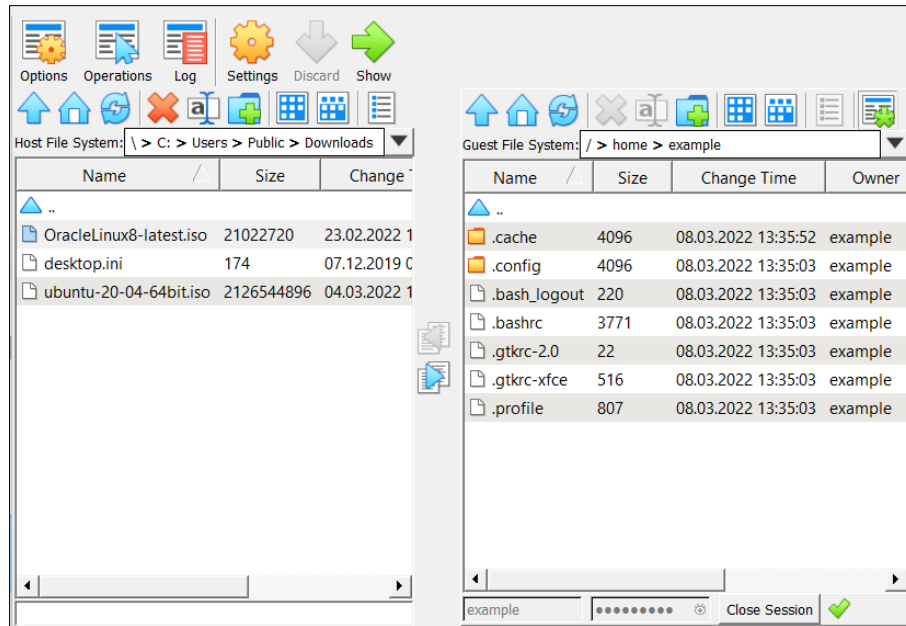 Options Operations Log Settings Discard Show
Host File System: \ > C: > Users > Public > Downloads
Name Size Change T
..
OracleLinux8-latest.iso 21022720 23.02.2022 1
desktop.ini 174 07.12.2019 0
ubuntu-20-04-64bit.iso 2126544896 04.03.2022 1
Guest File System: / > home > example
Name Size Change Time Owner
..
.cache 4096 08.03.2022 13:35:52 example
.config 4096 08.03.2022 13:35:03 example
.bash_logout 220 08.03.2022 13:35:03 example
.bashrc 3771 08.03.2022 13:35:03 example
.gtkrc-2.0 22 08.03.2022 13:35:03 example
.gtkrc-xfce 516 08.03.2022 13:35:03 example
.profile 807 08.03.2022 13:35:03 example
example ●●●●●●●●● Close Session